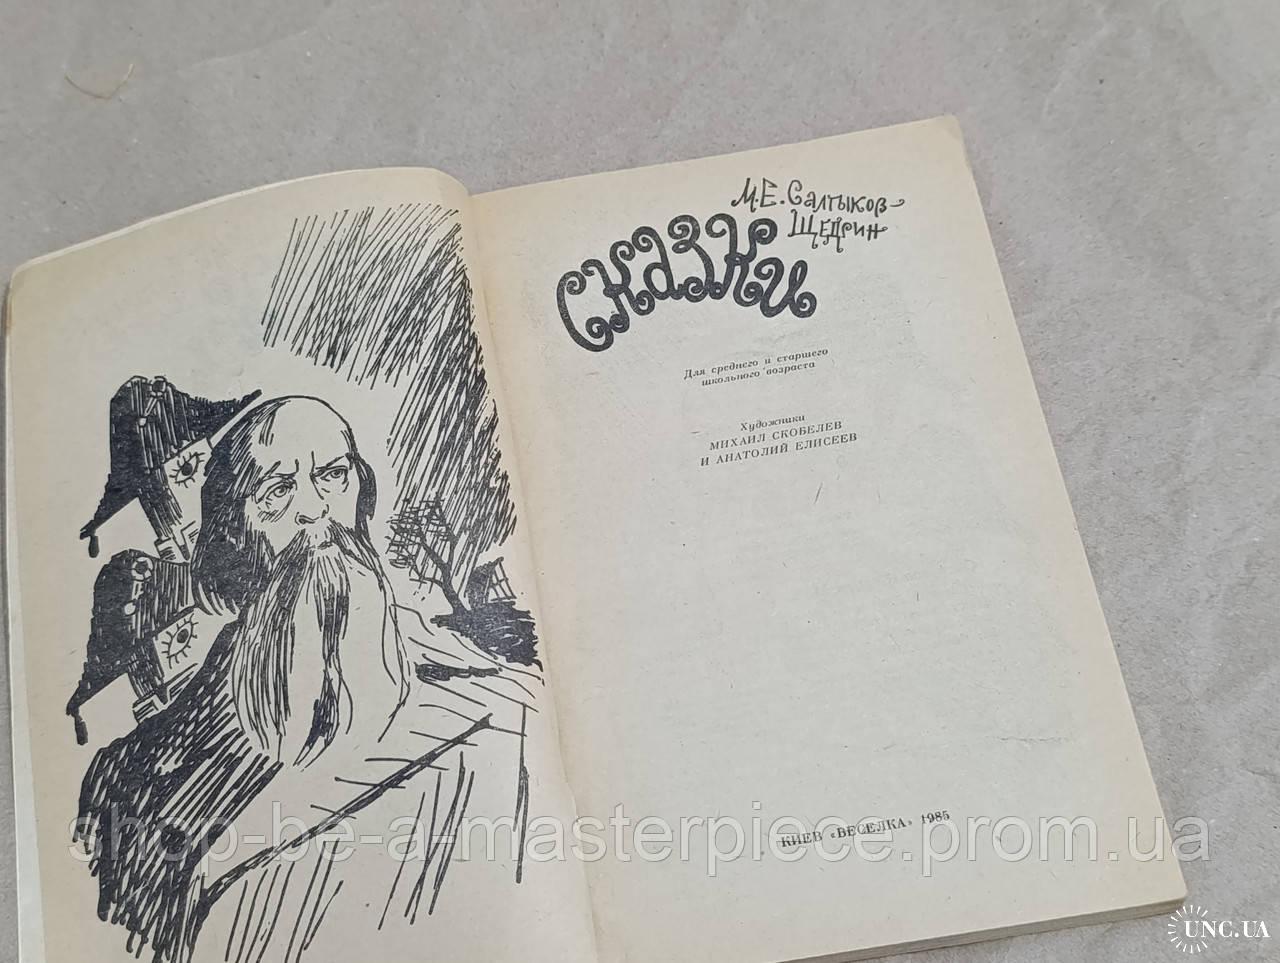 М.Е. Салтыков-
Щедрин
Сказки
Для среднего и старшего
школьного возраста
Художники
МИХАИЛ СКОБЕЛЕВ
И АНАТОЛИЙ ЕЛИСЕЕВ
КИЕВ «ВЕСЕЛКА» 1985
shop-be-a-masterpiece.prom.ua
UNC.UA